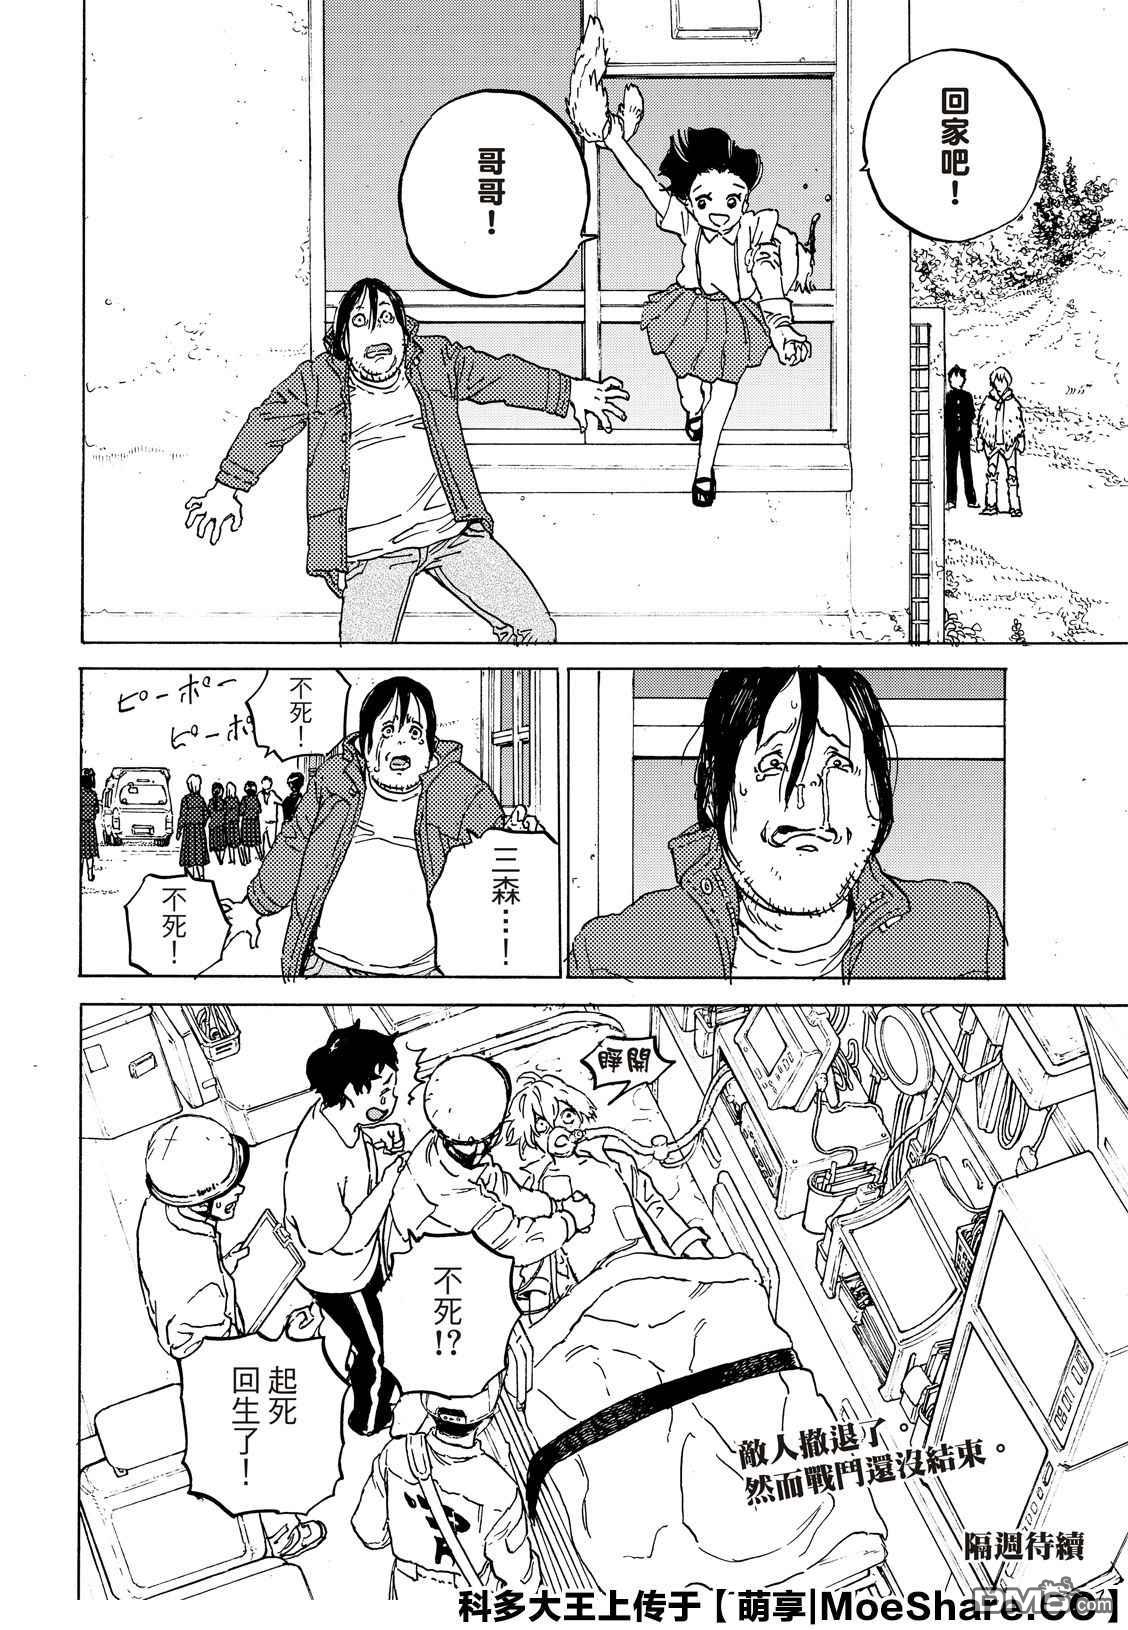 回家吧！
哥哥！
不死！
ピーポー
ピーポ
三森…！
不死！
睜開
不死!?
起死
回生了！
敵人撤退了。
然而戰鬥還沒結束。
隔週待續
科多大王上传于【萌享|MoeShare.CC】